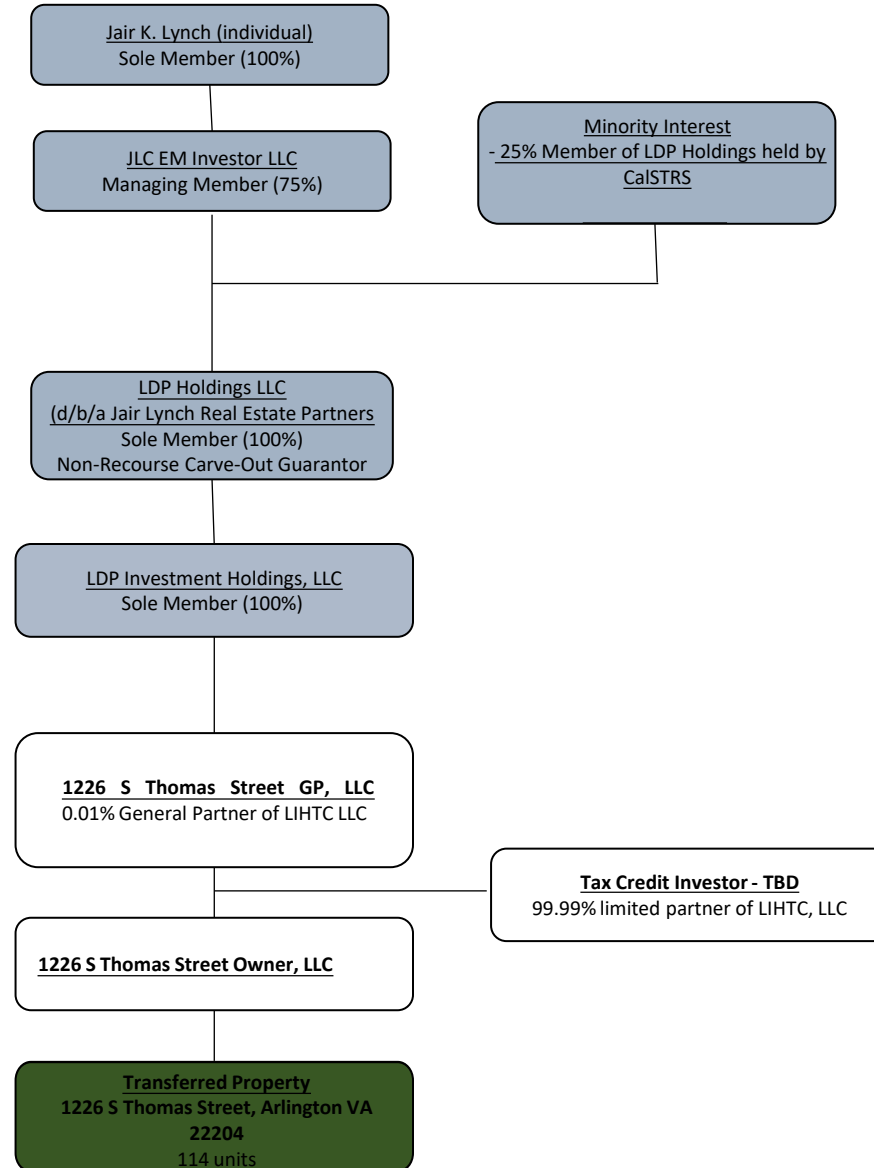 Jair K. Lynch (individual)
Sole Member (100%)
JLC EM Investor LLC
Managing Member (75%)
Minority Interest
- 25% Member of LDP Holdings held by
CalSTRS
LDP Holdings LLC
(d/b/a Jair Lynch Real Estate Partners
Sole Member (100%)
Non-Recourse Carve-Out Guarantor
LDP Investment Holdings, LLC
Sole Member (100%)
1226 S Thomas Street GP, LLC
0.01% General Partner of LIHTC LLC
Tax Credit Investor - TBD
99.99% limited partner of LIHTC, LLC
1226 S Thomas Street Owner, LLC
Transferred Property
1226 S Thomas Street, Arlington VA
22204
114 units